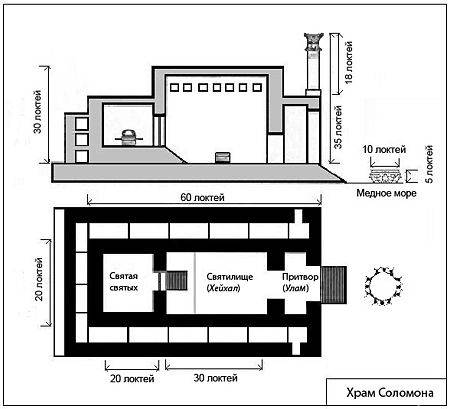 18 локтей
30 локтей
35 локтей
10 локтей
5 локтей
Медное море
60 локтей
20 локтей
Святая
святых
Святилище
(Хейхал)
Притвор
(Улам)
20 локтей
30 локтей
Храм Соломона